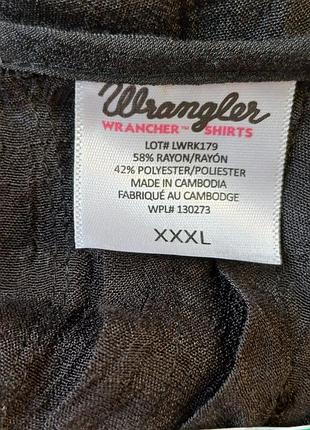 Wrangler
WRANCHER™ SHIRTS
LOT# LWRK179
58% RAYON/RAYÓN
42% POLYESTER/POLIESTER
MADE IN CAMBODIA
FABRIQUÉ AU CAMBODGE
WPL# 130273
XXXL